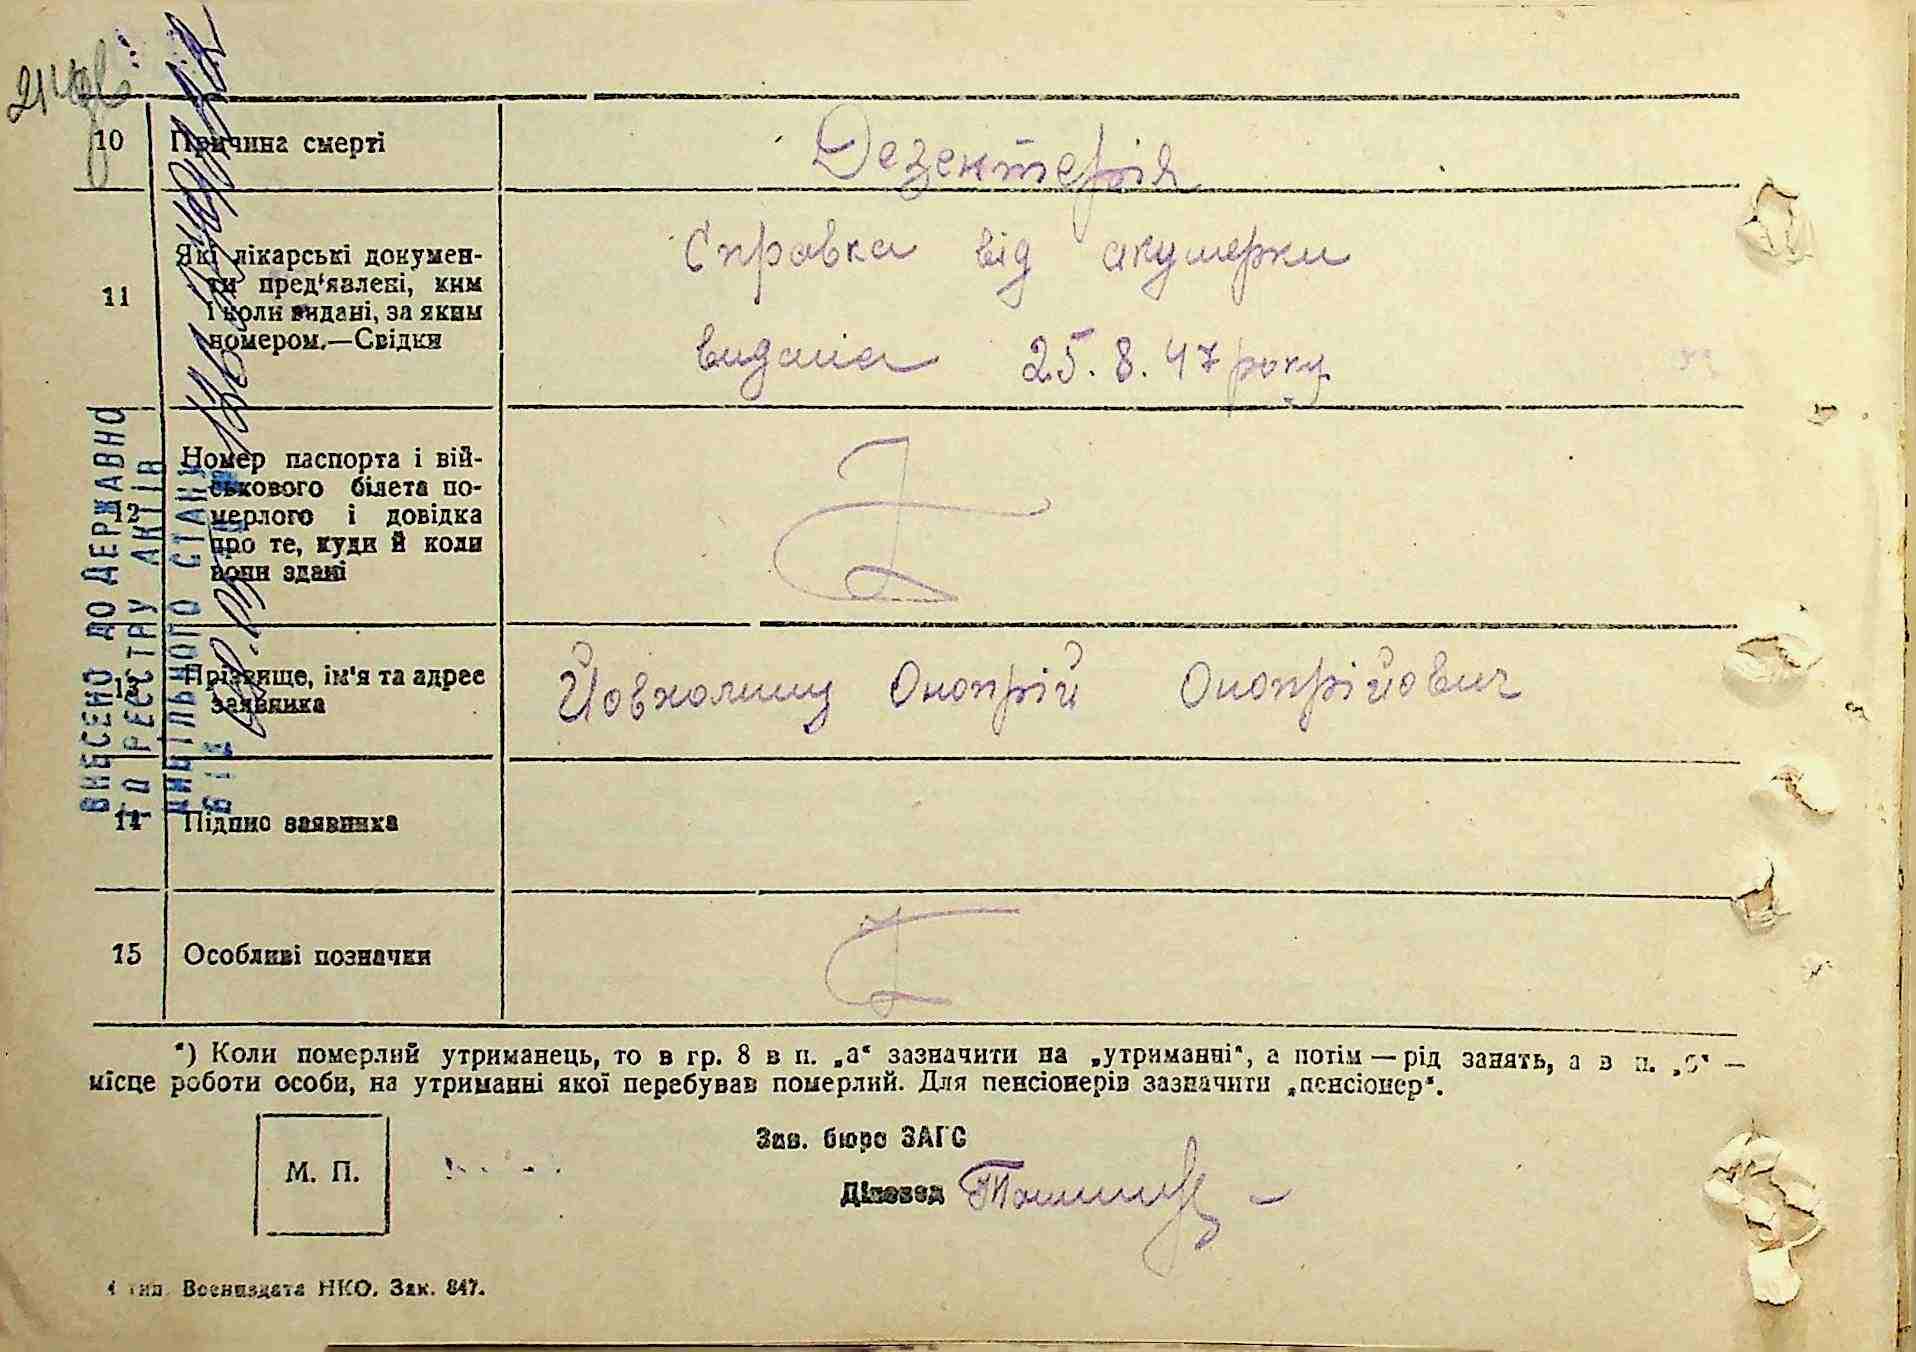 10 Причина смерті Дезентерія
Які лікарські докумен-
ти пред'явлені, ким
11 і коли видані, за яким
номером.—Свідки
Справка від акушерки
видана 25.8.47 року
Номер паспорта і вій-
ськового білета по-
12 мерлого і довідка
про те, куди й коли
вони здані
13 Прізвище, ім'я та адрес
заявника
Онопрій Онопрійович
14 Підпис заявника
15 Особливі позначки
ВНЕСЕНО ДО ДЕРЖАВНО
ГО РЕЄСТРУ АКТІВ
ЦИВІЛЬНОГО СТАНУ
*) Коли померлий утриманець, то в гр. 8 в п. „а“ зазначити на „утриманні“, а потім — рід занять, а в п. „б“ —
місце роботи особи, на утриманні якої перебував померлий. Для пенсіонерів зазначити „пенсіонер“.
Зав. бюро ЗАГС
М. П.
Діловод
тип. Воениздата НКО. Зак. 847.